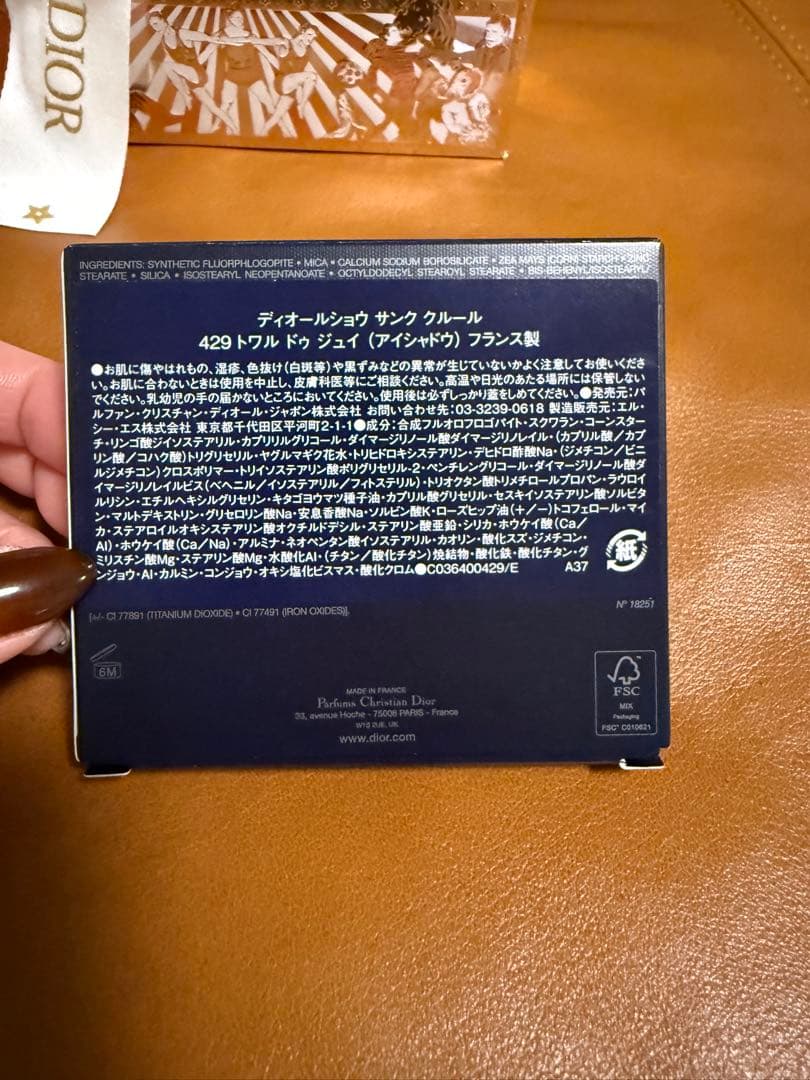 DIOR
INGREDIENTS: SYNTHETIC FLUORPHLOGOPITE • MICA • CALCIUM SODIUM BOROSILICATE • ZEA MAYS (CORN) STARCH • ZINC
STEARATE • SILICA • ISOSTEARYL NEOPENTANOATE • OCTYLDODECYL STEAROYL STEARATE • BIS-BEHENYL/ISOSTEARYL/
ディオールショウ サンク クルール
429 トワル ドゥ ジュイ（アイシャドウ）フランス製
●お肌に傷やはれもの、湿疹、色抜け(白斑等)や黒ずみなどの異常が生じていないかよく注意してお使いくださ
い。お肌に合わないときは使用を中止し、皮膚科医等にご相談ください。高温や日光のあたる場所には保管しない
でください。乳幼児の手の届かないところにおいてください。使用後は必ずしっかり蓋をしめてください。●発売元：パ
ルファン・クリスチャン・ディオール・ジャポン株式会社 お問い合わせ先：03-3239-0618 製造販売元：エル・
シー・エス株式会社 東京都千代田区平河町2-1-1●成分：合成フルオロフロゴパイト・スクワラン・コーンスター
チ・リンゴ酸ジイソステアリル・カプリリルグリコール・ダイマージリノール酸ダイマージリノレイル・(カプリル酸／カプ
リン酸／コハク酸)トリグリセリル・ヤグルマギク花水・トリヒドロキシステアリン・デヒドロ酢酸Na・(ジメチコン／ビニ
ルジメチコン)クロスポリマー・トリイソステアリン酸ポリグリセリル-2・ペンチレングリコール・ダイマージリノール酸ダ
イマージリノレイルビス(ベヘニル／イソステアリル／フィトステリル)・トリオクタン酸トリメチロールプロパン・ラウロイ
ルリシン・エチルヘキシルグリセリン・キタゴヨウマツ種子油・カプリル酸グリセリル・セスキイソステアリン酸ソルビタ
ン・マルトデキストリン・グリセロリン酸Na・安息香酸Na・ソルビン酸K・ローズヒップ油(＋／−)トコフェロール・マイ
カ・ステアロイルオキシステアリン酸オクチルドデシル・ステアリン酸亜鉛・シリカ・ホウケイ酸(Ca／
Al)・ホウケイ酸(Ca／Na)・アルミナ・ネオペンタン酸イソステアリル・カオリン・酸化スズ・ジメチコン・
ミリスチン酸Mg・ステアリン酸Mg・水酸化Al・(チタン／酸化チタン)焼結物・酸化鉄・酸化チタン・グ
ンジョウ・Al・カルミン・コンジョウ・オキシ塩化ビスマス・酸化クロム●C036400429/E A37
紙
[+/- CI 77891 (TITANIUM DIOXIDE) • CI 77491 (IRON OXIDES)].
N° 18251
6M
MADE IN FRANCE
Parfums Christian Dior
33, avenue Hoche - 75008 PARIS - France
W1S 2JE, UK
www.dior.com
FSC
MIX
Packaging
FSC® C010621